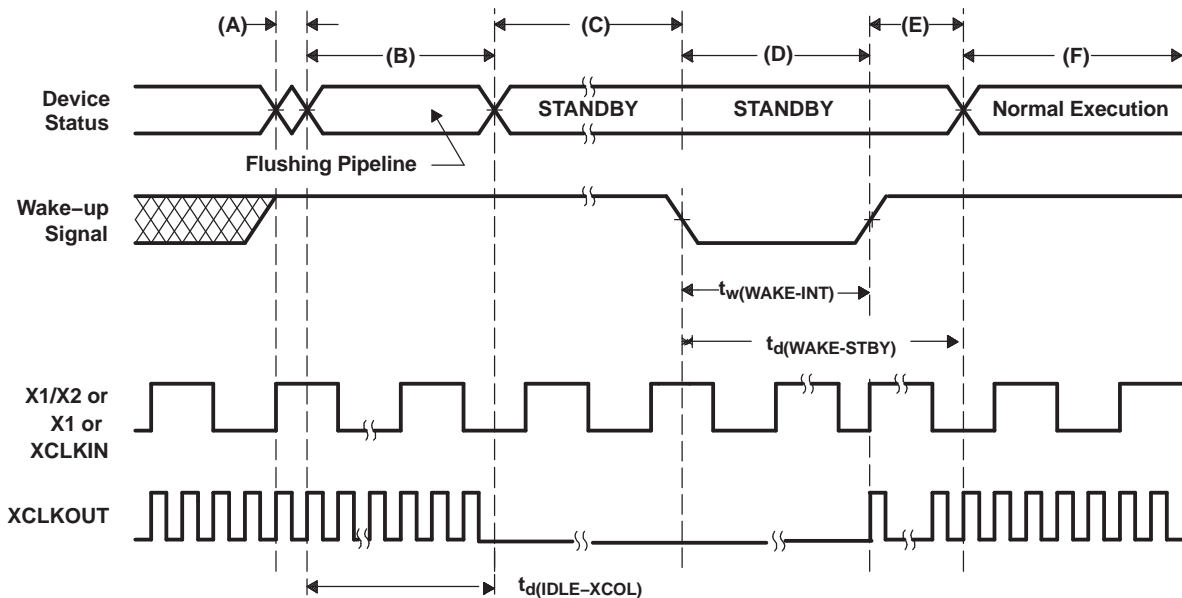 (A)
(B)
(C)
(D)
(E)
(F)
Device
Status
STANDBY
STANDBY
Normal Execution
Flushing Pipeline
Wake−up
Signal
tw(WAKE-INT)
td(WAKE-STBY)
X1/X2 or
X1 or
XCLKIN
XCLKOUT
td(IDLE−XCOL)